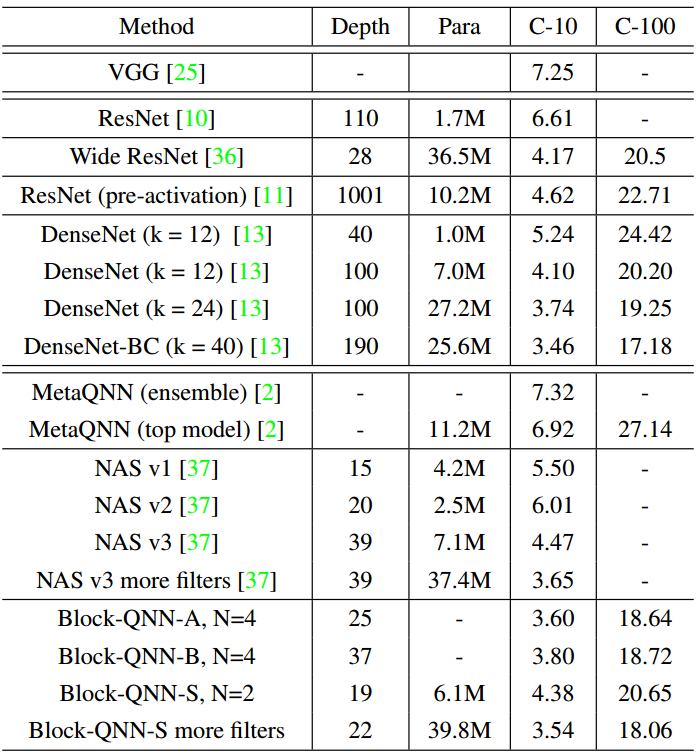 Method Depth Para C-10 C-100
VGG [25] - 7.25 -
ResNet [10] 110 1.7M 6.61 -
Wide ResNet [36] 28 36.5M 4.17 20.5
ResNet (pre-activation) [11] 1001 10.2M 4.62 22.71
DenseNet (k = 12) [13] 40 1.0M 5.24 24.42
DenseNet (k = 12) [13] 100 7.0M 4.10 20.20
DenseNet (k = 24) [13] 100 27.2M 3.74 19.25
DenseNet-BC (k = 40) [13] 190 25.6M 3.46 17.18
MetaQNN (ensemble) [2] - - 7.32 -
MetaQNN (top model) [2] - 11.2M 6.92 27.14
NAS v1 [37] 15 4.2M 5.50 -
NAS v2 [37] 20 2.5M 6.01 -
NAS v3 [37] 39 7.1M 4.47 -
NAS v3 more filters [37] 39 37.4M 3.65 -
Block-QNN-A, N=4 25 - 3.60 18.64
Block-QNN-B, N=4 37 - 3.80 18.72
Block-QNN-S, N=2 19 6.1M 4.38 20.65
Block-QNN-S more filters 22 39.8M 3.54 18.06